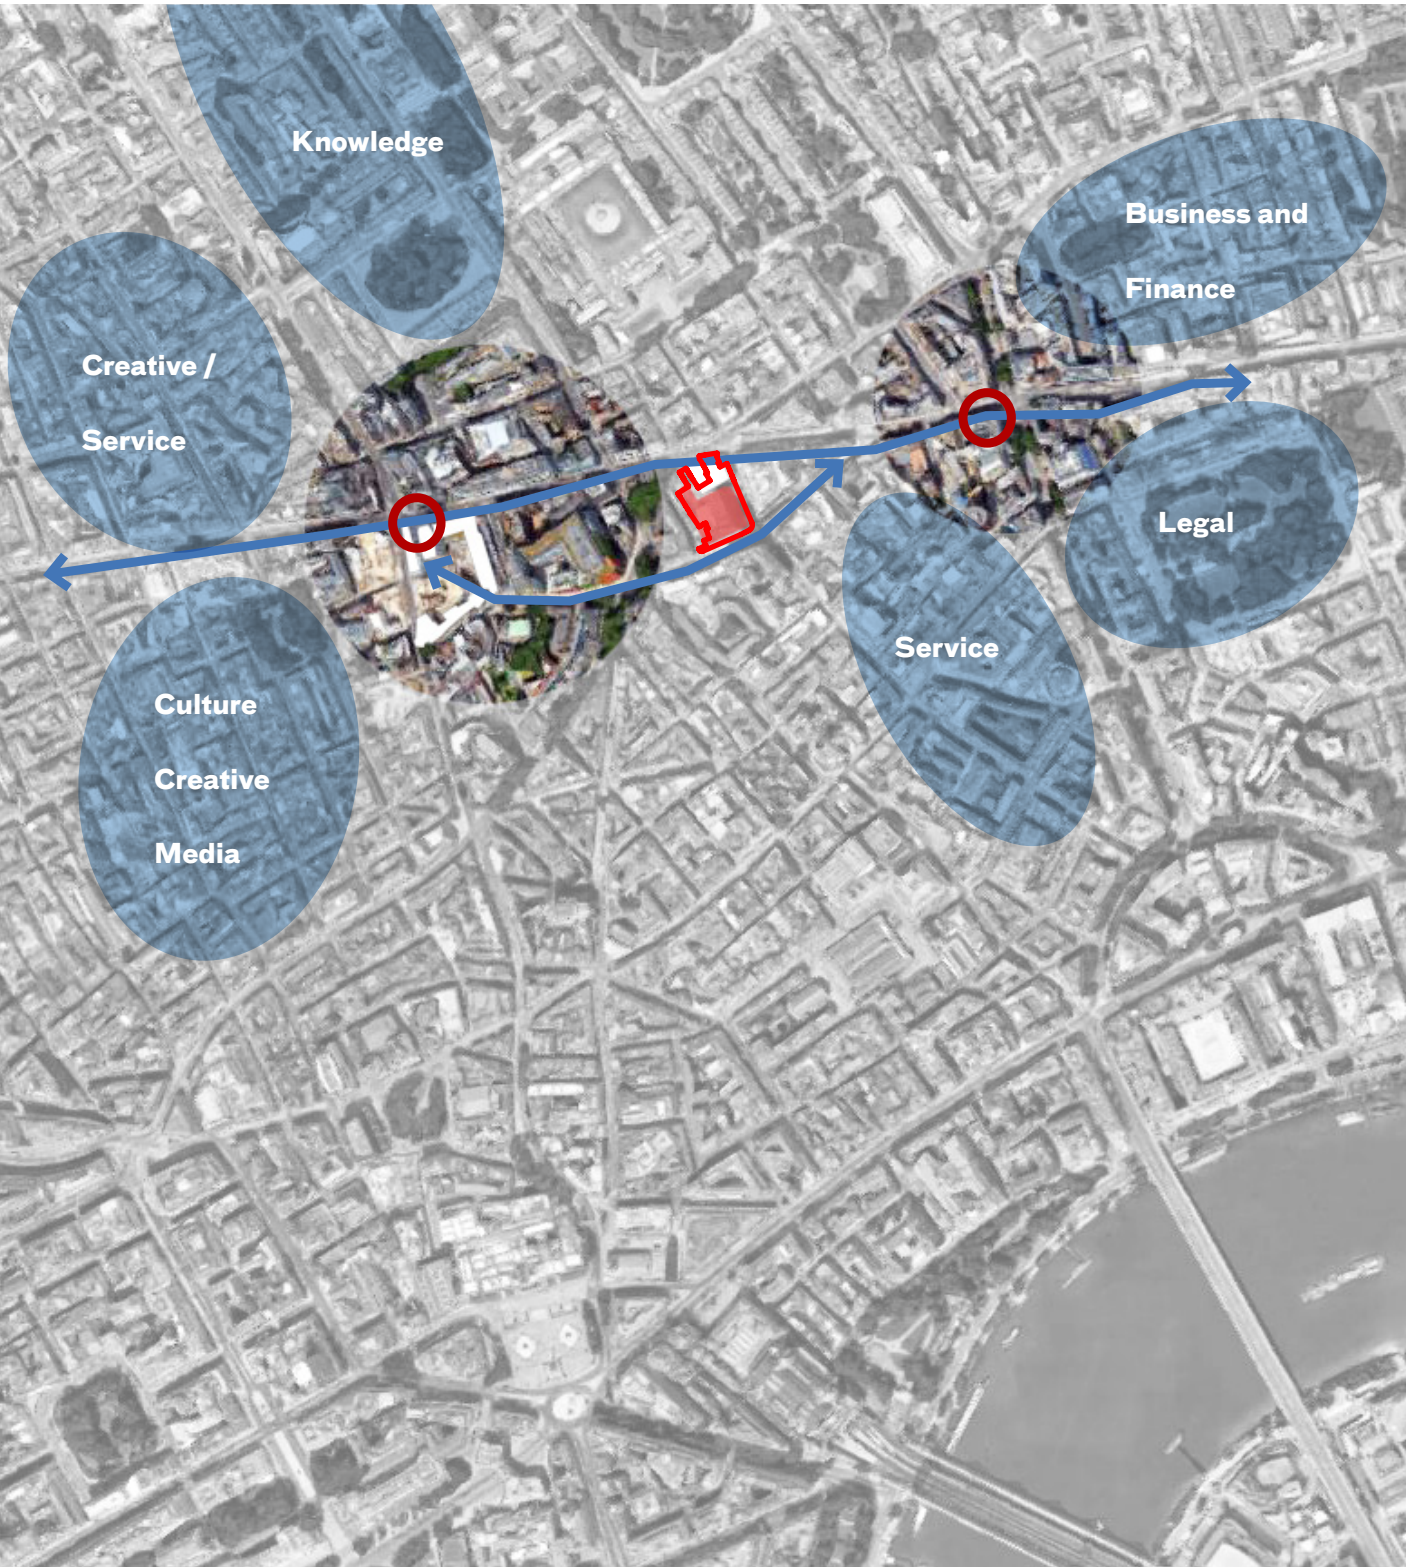 Knowledge
Business and
Finance
Creative /
Service
Legal
Service
Culture
Creative
Media